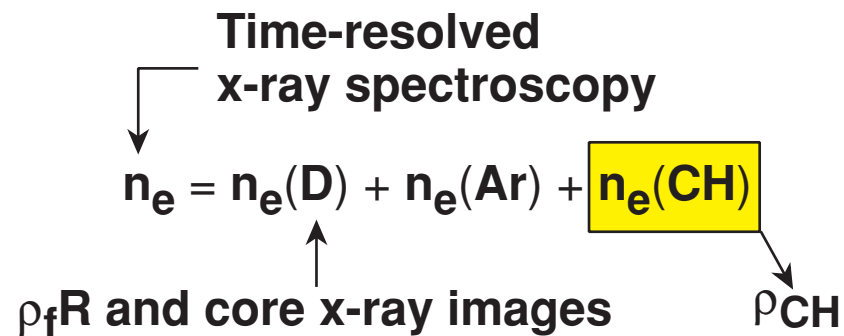 Time-resolved
x-ray spectroscopy
nₑ = nₑ(D) + nₑ(Ar) + nₑ(CH)
ρfR and core x-ray images ρCH